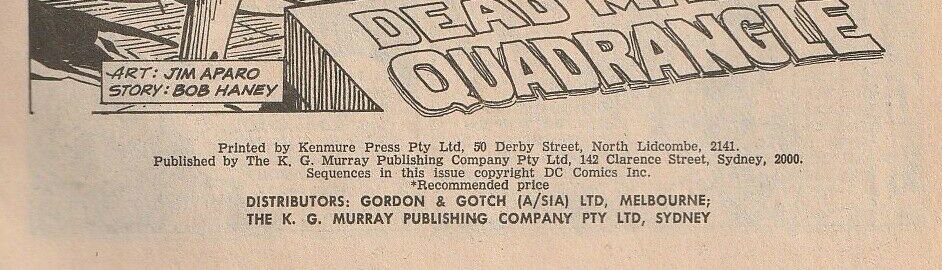 DEAD MA
QUADRANGLE
ART: JIM APARO
STORY: BOB HANEY
Printed by Kenmure Press Pty Ltd, 50 Derby Street, North Lidcombe, 2141.
Published by The K. G. Murray Publishing Company Pty Ltd, 142 Clarence Street, Sydney, 2000.
Sequences in this issue copyright DC Comics Inc.
*Recommended price
DISTRIBUTORS: GORDON & GOTCH (A/SIA) LTD, MELBOURNE;
THE K. G. MURRAY PUBLISHING COMPANY PTY LTD, SYDNEY